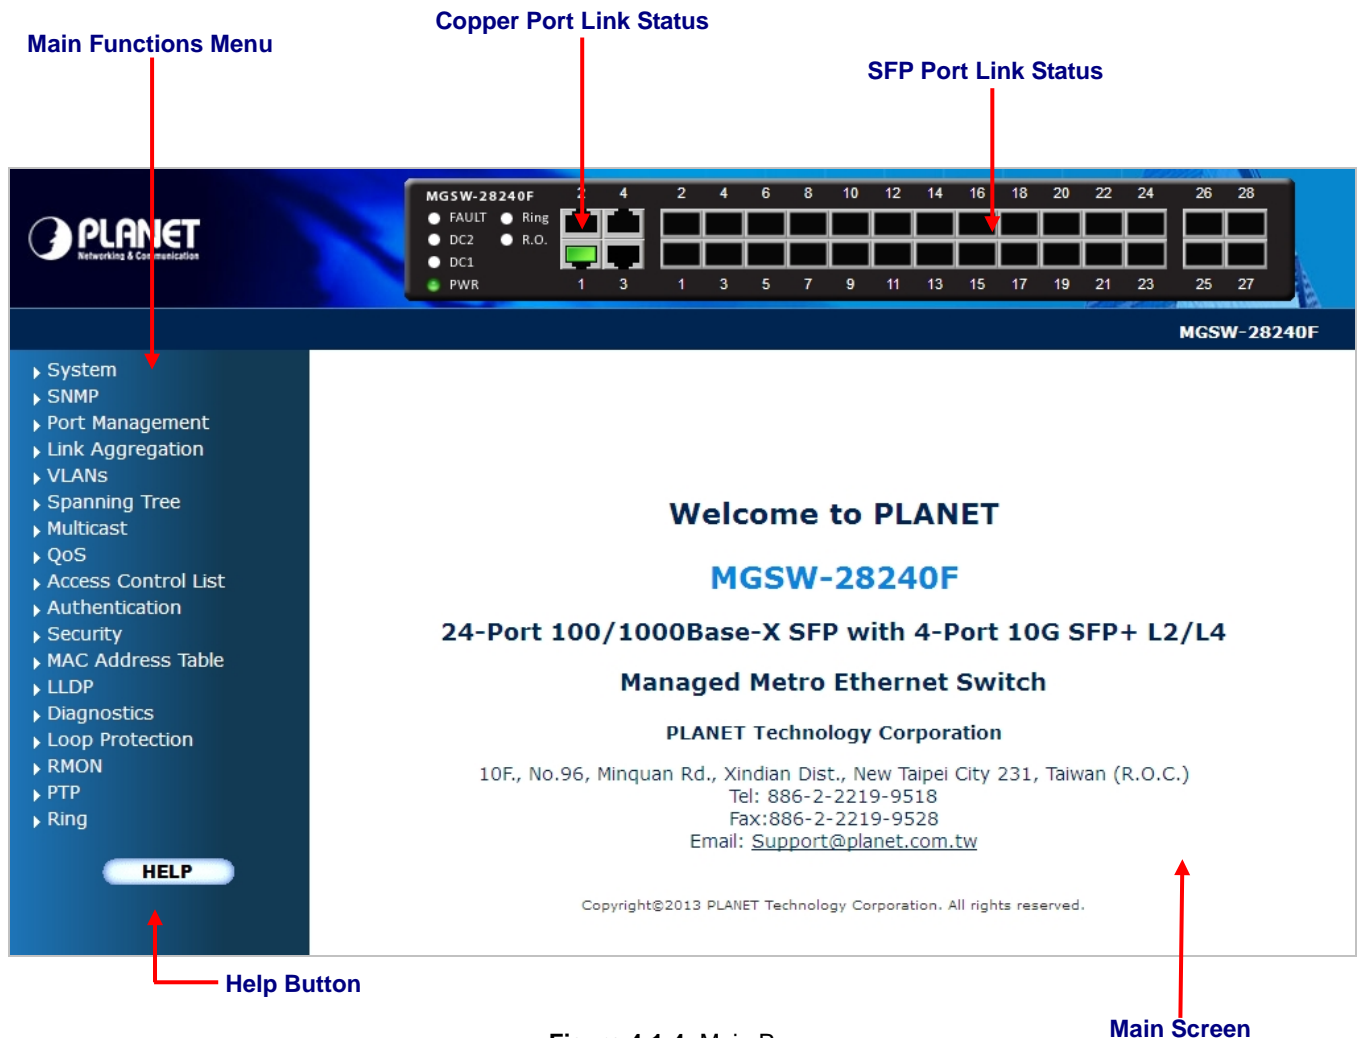 Copper Port Link Status
Main Functions Menu
SFP Port Link Status
PLANET
Networking & Communication
MGSW-28240F
FAULT Ring
DC2 R.O.
DC1
PWR
2 4 2 4 6 8 10 12 14 16 18 20 22 24 26 28
1 3 1 3 5 7 9 11 13 15 17 19 21 23 25 27
MGSW-28240F
System
SNMP
Port Management
Link Aggregation
VLANs
Spanning Tree
Multicast
QoS
Access Control List
Authentication
Security
MAC Address Table
LLDP
Diagnostics
Loop Protection
RMON
PTP
Ring
HELP
Welcome to PLANET
MGSW-28240F
24-Port 100/1000Base-X SFP with 4-Port 10G SFP+ L2/L4
Managed Metro Ethernet Switch
PLANET Technology Corporation
10F., No.96, Minquan Rd., Xindian Dist., New Taipei City 231, Taiwan (R.O.C.)
Tel: 886-2-2219-9518
Fax:886-2-2219-9528
Email: Support@planet.com.tw
Copyright©2013 PLANET Technology Corporation. All rights reserved.
Help Button
Main Screen